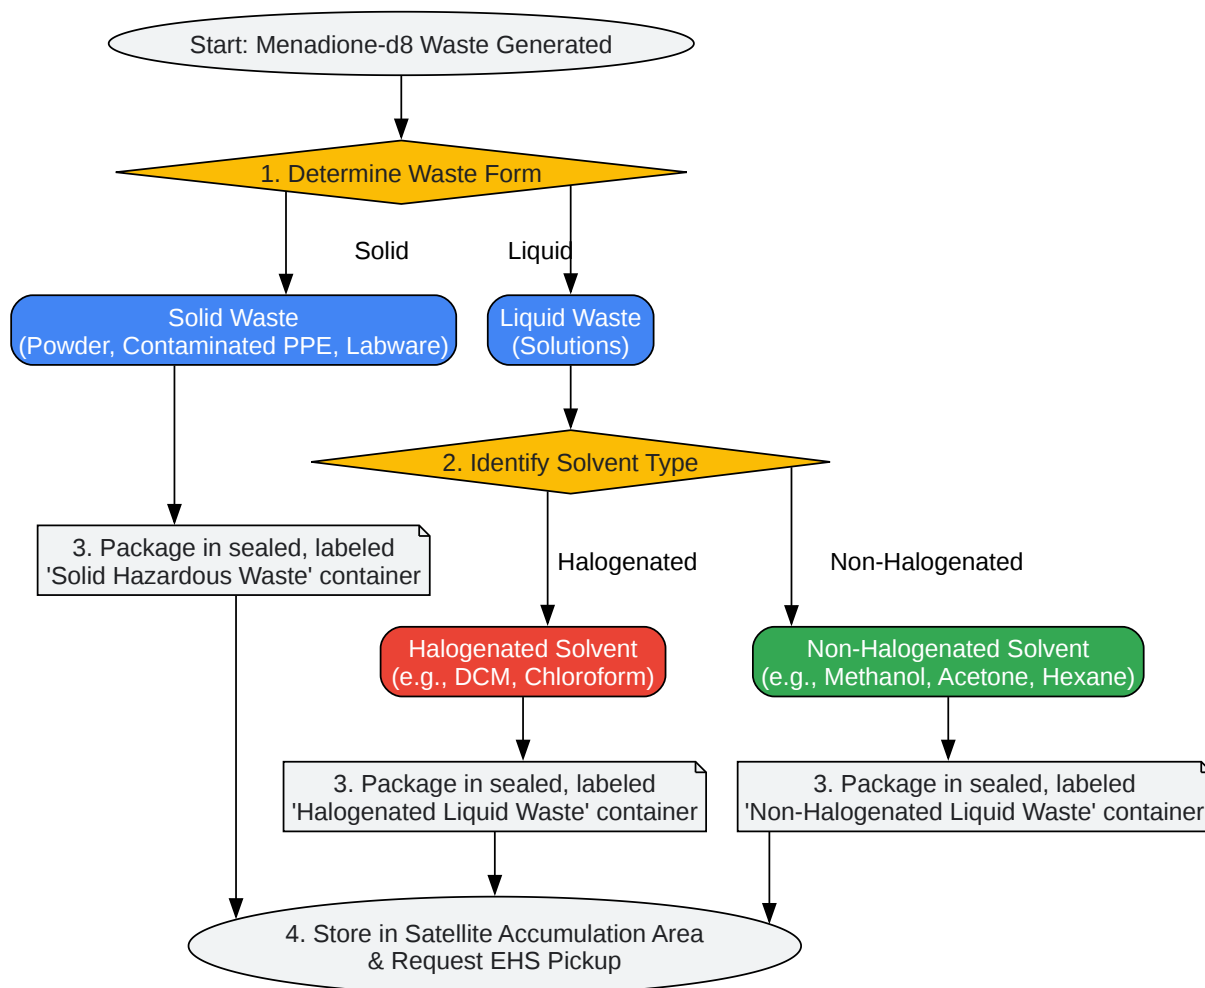 Start: Menadione-d8 Waste Generated
1. Determine Waste Form
Solid
Liquid
Solid Waste
(Powder, Contaminated PPE, Labware)
Liquid Waste
(Solutions)
2. Identify Solvent Type
3. Package in sealed, labeled
'Solid Hazardous Waste' container
Halogenated
Non-Halogenated
Halogenated Solvent
(e.g., DCM, Chloroform)
Non-Halogenated Solvent
(e.g., Methanol, Acetone, Hexane)
3. Package in sealed, labeled
'Halogenated Liquid Waste' container
3. Package in sealed, labeled
'Non-Halogenated Liquid Waste' container
4. Store in Satellite Accumulation Area
& Request EHS Pickup